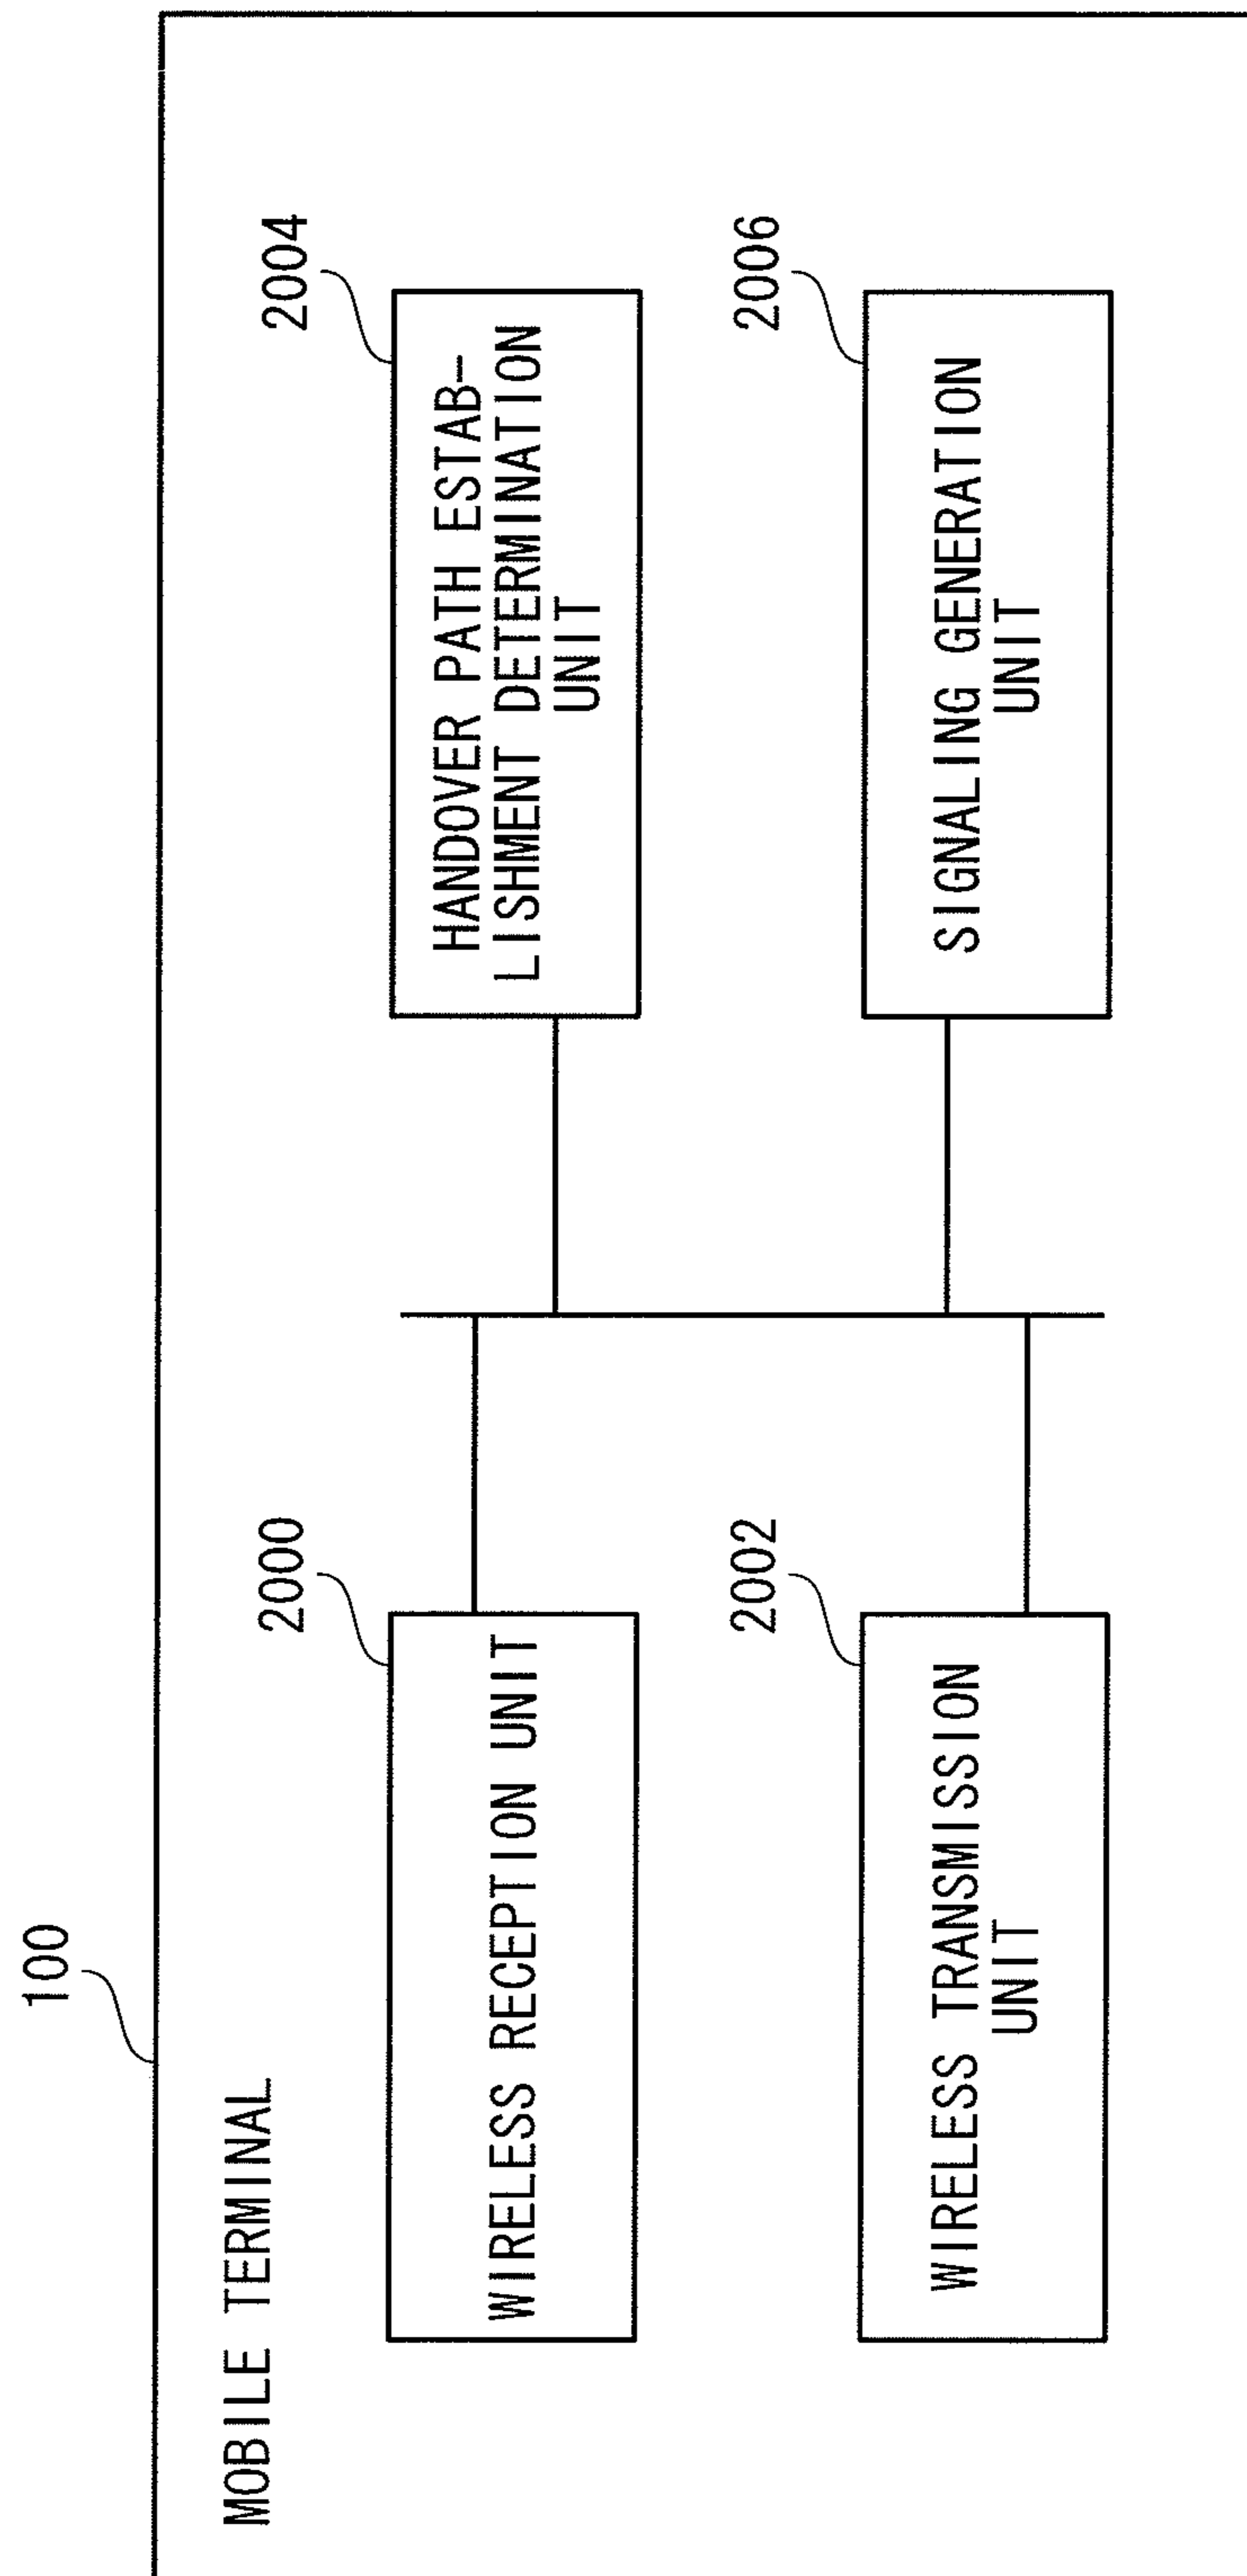 100
MOBILE TERMINAL
2000
WIRELESS RECEPTION UNIT
2004
HANDOVER PATH ESTAB-
LISHMENT DETERMINATION
UNIT
2002
WIRELESS TRANSMISSION
UNIT
2006
SIGNALING GENERATION
UNIT